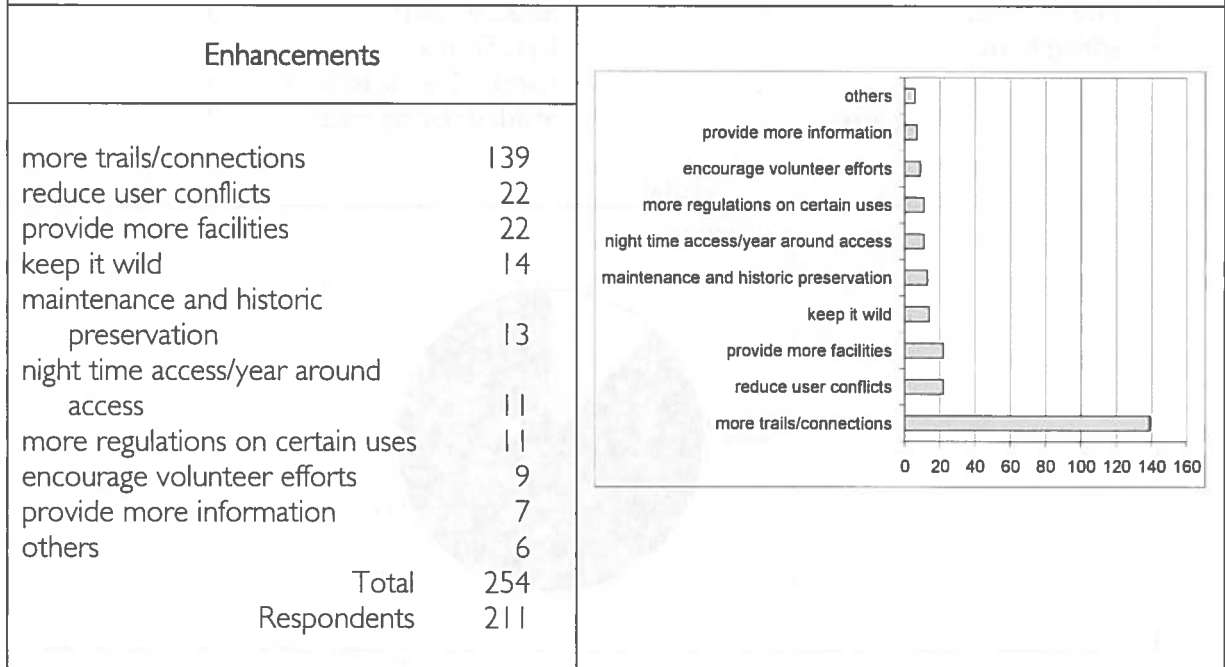 Enhancements
more trails/connections 139
reduce user conflicts 22
provide more facilities 22
keep it wild 14
maintenance and historic
preservation 13
night time access/year around
access 11
more regulations on certain uses 11
encourage volunteer efforts 9
provide more information 7
others 6
Total 254
Respondents 211
others
provide more information
encourage volunteer efforts
more regulations on certain uses
night time access/year around access
maintenance and historic preservation
keep it wild
provide more facilities
reduce user conflicts
more trails/connections
0 20 40 60 80 100 120 140 160